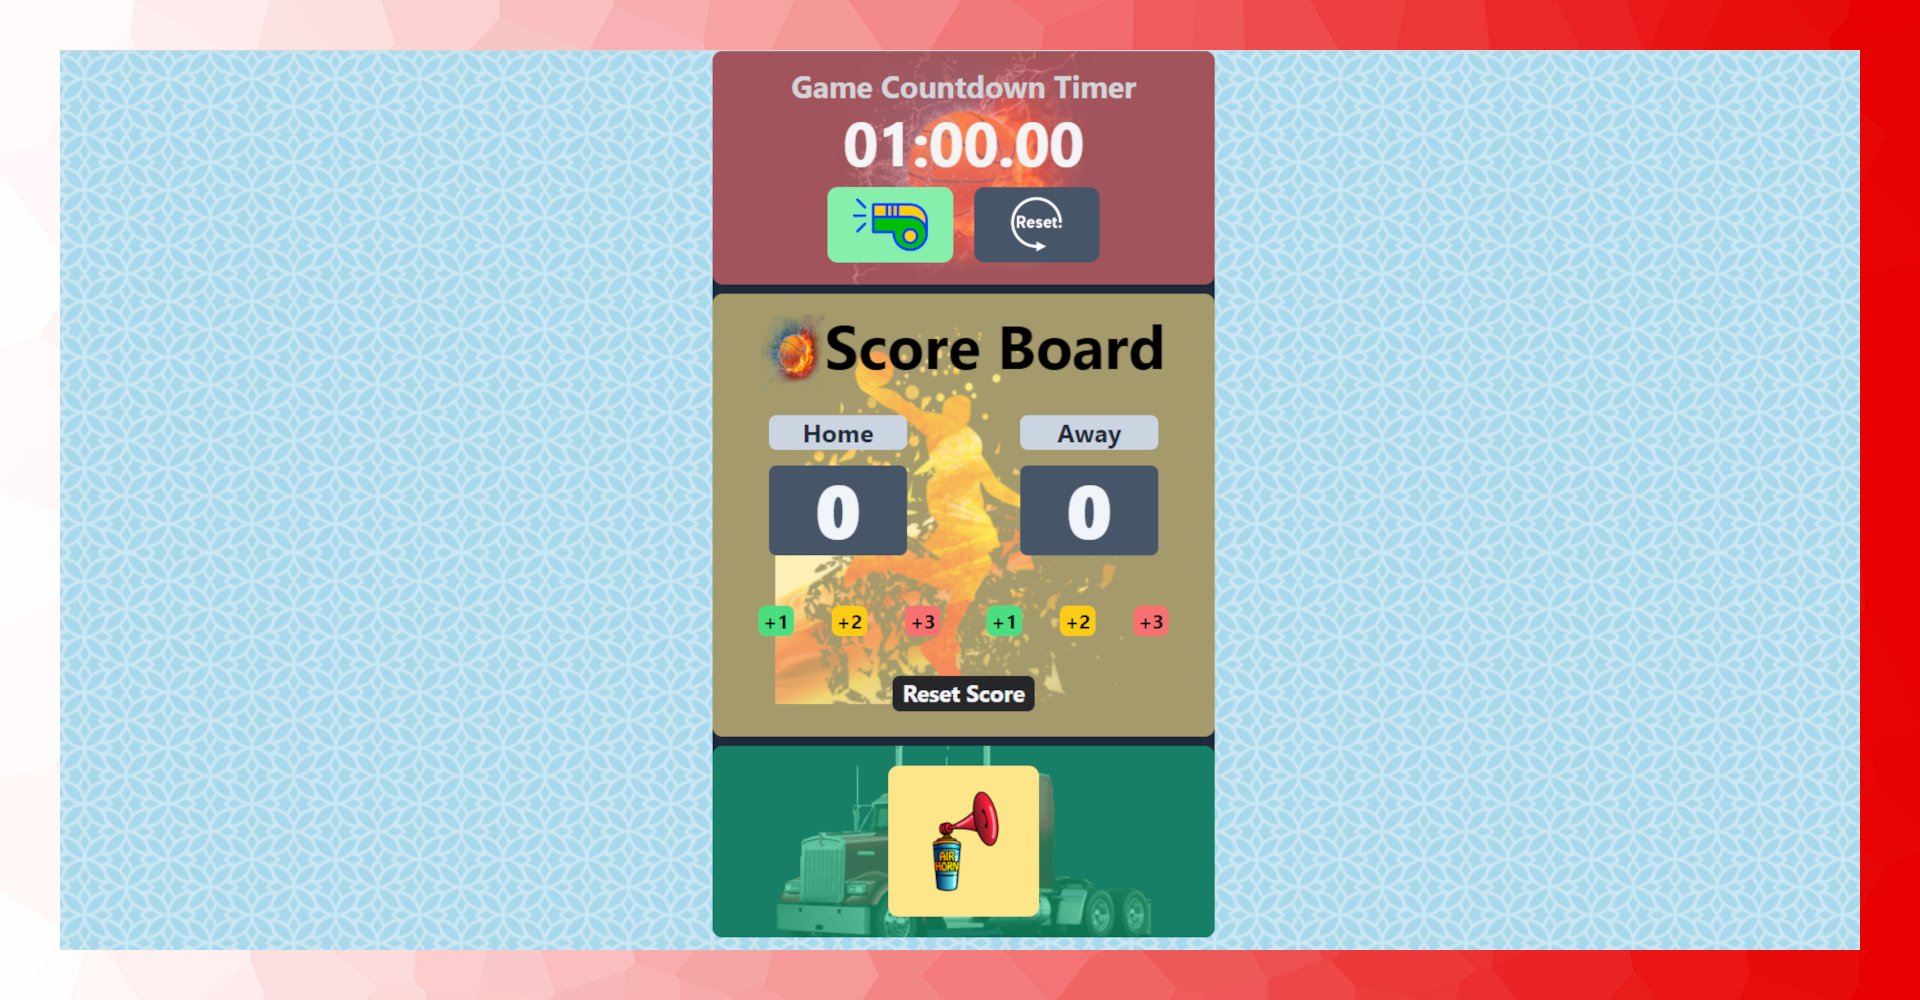 Game Countdown Timer
01:00.00
Reset!
Score Board
Home Away
0 0
+1 +2 +3 +1 +2 +3
Reset Score
AIR
HORN